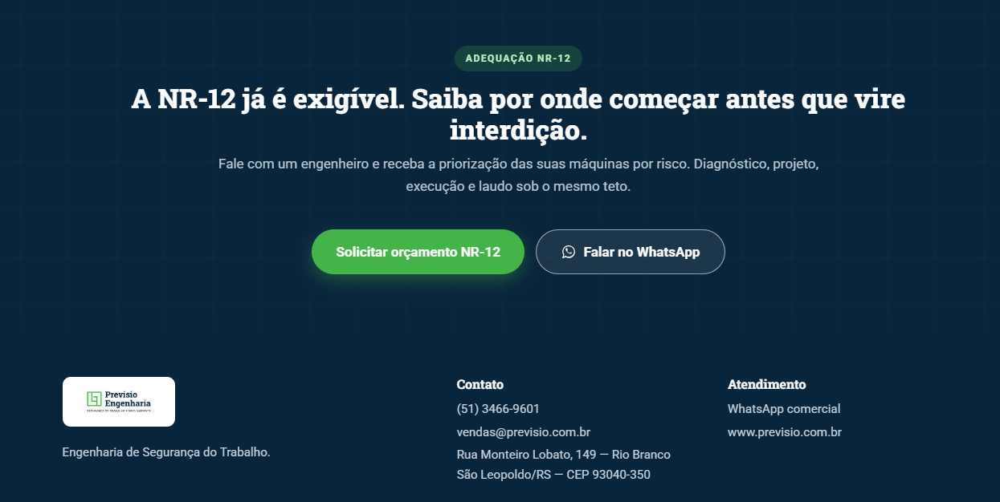 ADEQUAÇÃO NR-12
A NR-12 já é exigível. Saiba por onde começar antes que vire
interdição.
Fale com um engenheiro e receba a priorização das suas máquinas por risco. Diagnóstico, projeto,
execução e laudo sob o mesmo teto.
Solicitar orçamento NR-12
Falar no WhatsApp
Previsio
Engenharia
Engenharia de Segurança do Trabalho.
Contato
(51) 3466-9601
vendas@previsio.com.br
Rua Monteiro Lobato, 149 — Rio Branco
São Leopoldo/RS — CEP 93040-350
Atendimento
WhatsApp comercial
www.previsio.com.br